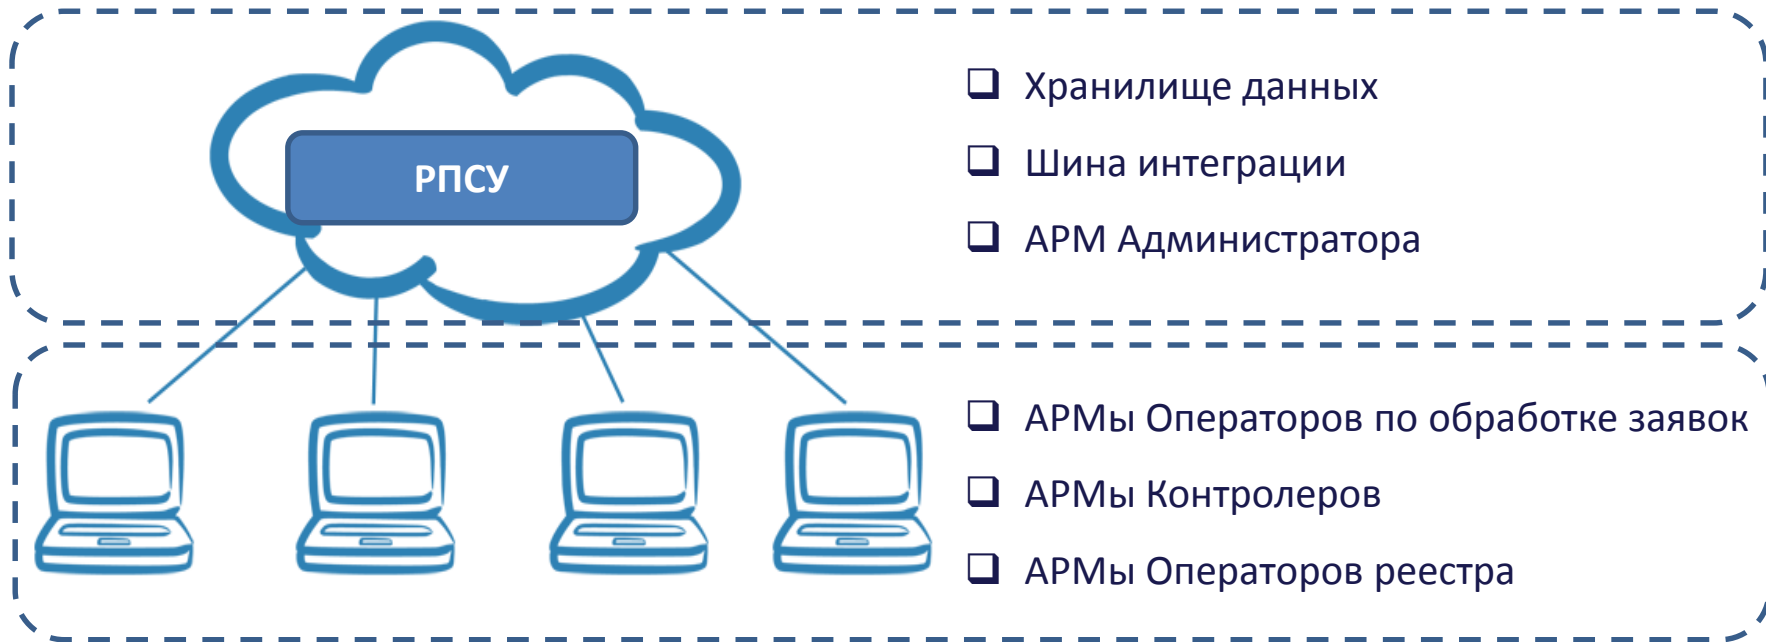 РПСУ
Хранилище данных
Шина интеграции
АРМ Администратора
АРМы Операторов по обработке заявок
АРМы Контролеров
АРМы Операторов реестра